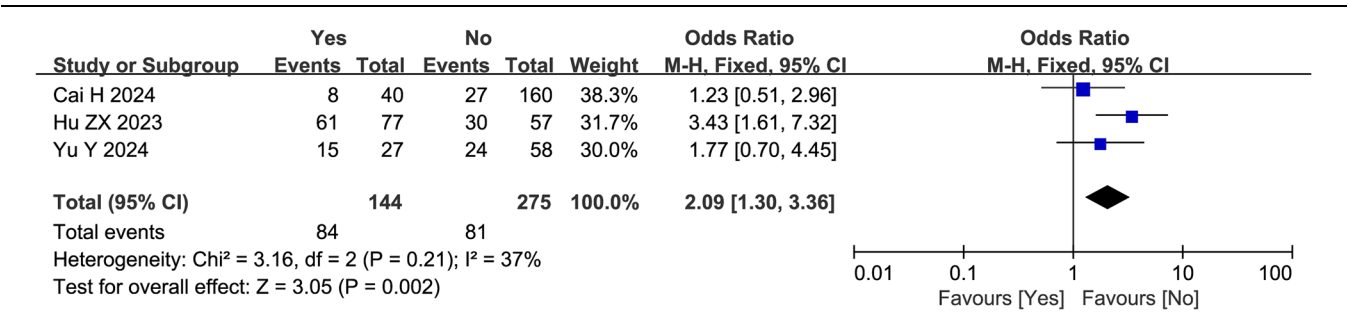 Yes No Odds Ratio Odds Ratio
Study or Subgroup Events Total Events Total Weight M-H, Fixed, 95% CI M-H, Fixed, 95% CI
Cai H 2024 8 40 27 160 38.3% 1.23 [0.51, 2.96]
Hu ZX 2023 61 77 30 57 31.7% 3.43 [1.61, 7.32]
Yu Y 2024 15 27 24 58 30.0% 1.77 [0.70, 4.45]
Total (95% CI) 144 275 100.0% 2.09 [1.30, 3.36]
Total events 84 81
Heterogeneity: Chi² = 3.16, df = 2 (P = 0.21); I² = 37%
Test for overall effect: Z = 3.05 (P = 0.002)
0.01 0.1 1 10 100
Favours [Yes] Favours [No]